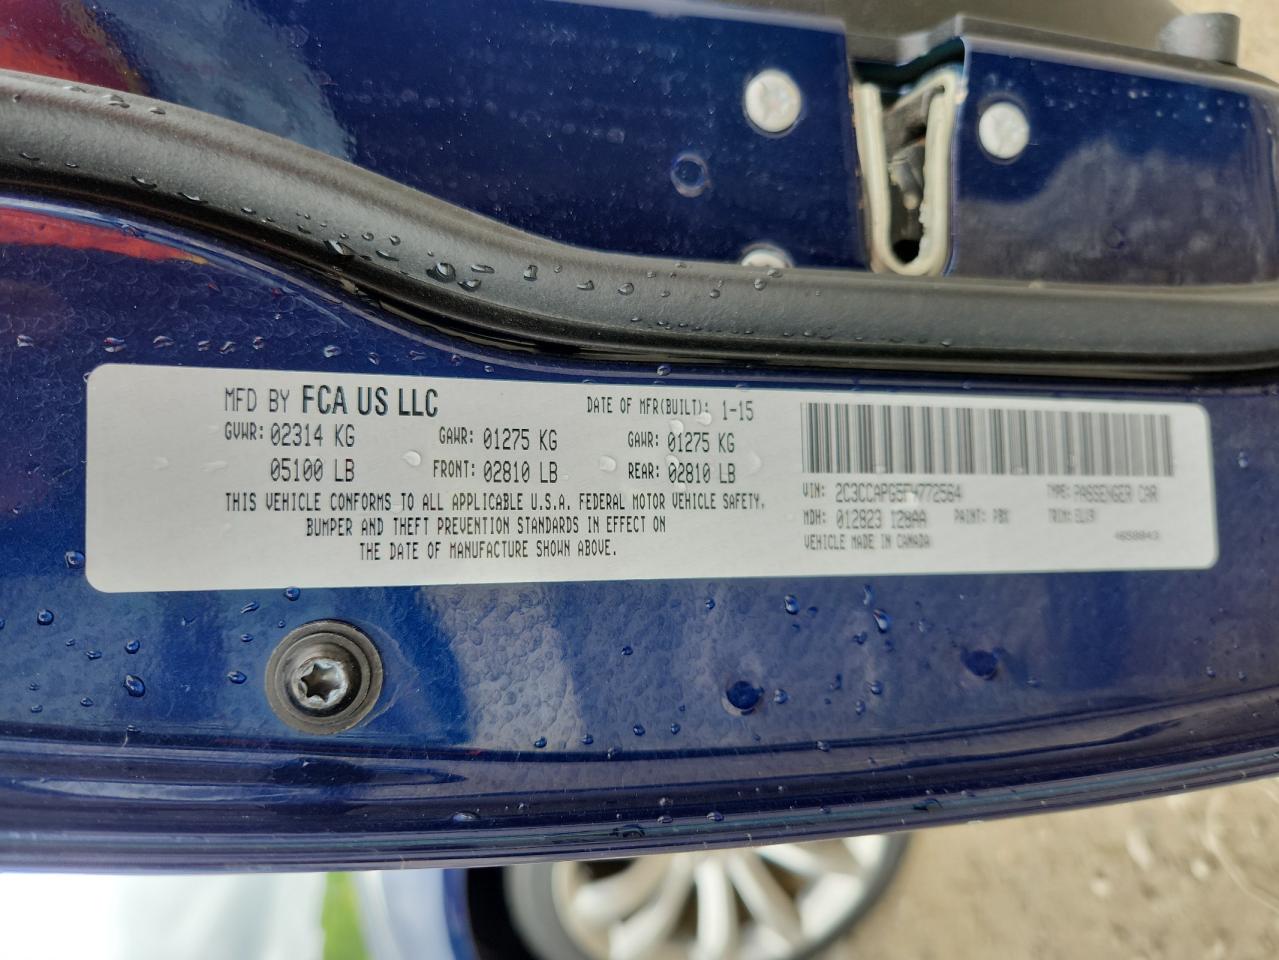 MFD BY FCA US LLC
DATE OF MFR(BUILT): 1-15
GVWR: 02314 KG
GAWR: 01275 KG
GAWR: 01275 KG
05100 LB
FRONT: 02810 LB
REAR: 02810 LB
THIS VEHICLE CONFORMS TO ALL APPLICABLE U.S.A. FEDERAL MOTOR VEHICLE SAFETY,
BUMPER AND THEFT PREVENTION STANDARDS IN EFFECT ON
THE DATE OF MANUFACTURE SHOWN ABOVE.
VIN: 2C3CCAPG5FH772564
TYPE: PASSENGER CAR
MDH: 012823 128AA
PAINT: PBX
TRIM:
VEHICLE MADE IN CANADA